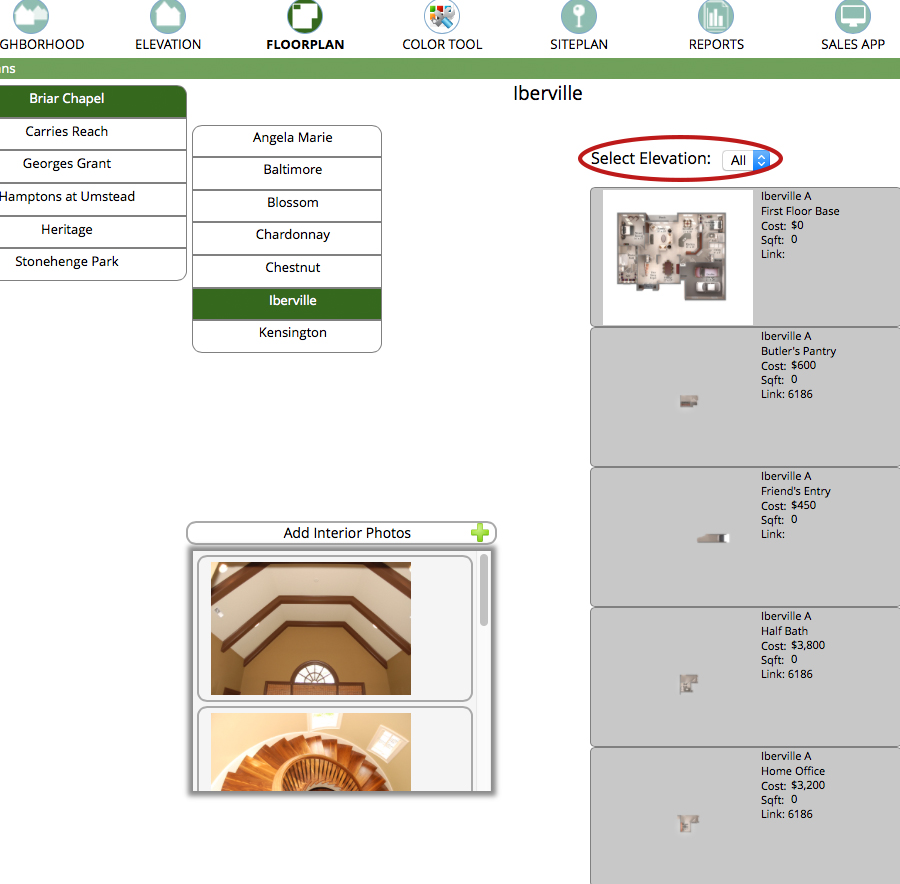 GHBORHOOD
ELEVATION
FLOORPLAN
COLOR TOOL
SITEPLAN
REPORTS
SALES APP
ns
Briar Chapel
Carries Reach
Georges Grant
Hamptons at Umstead
Heritage
Stonehenge Park
Angela Marie
Baltimore
Blossom
Chardonnay
Chestnut
Iberville
Kensington
Add Interior Photos
Iberville
Select Elevation: All
Iberville A
First Floor Base
Cost: $0
Sqft: 0
Link:
Iberville A
Butler's Pantry
Cost: $600
Sqft: 0
Link: 6186
Iberville A
Friend's Entry
Cost: $450
Sqft: 0
Link:
Iberville A
Half Bath
Cost: $3,800
Sqft: 0
Link: 6186
Iberville A
Home Office
Cost: $3,200
Sqft: 0
Link: 6186